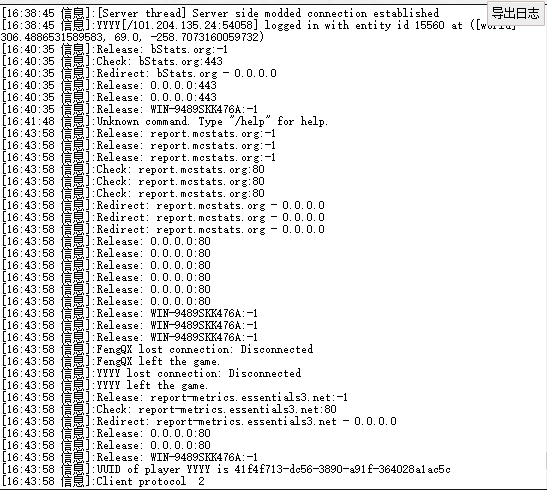 导出日志
[16:38:45 信息]:[Server thread] Server side modded connection established
[16:38:45 信息]:YYYY[/101.204.135.24:54058] logged in with entity id 15560 at ([world]
306.4886531589583, 69.0, -258.7073160059732)
[16:40:35 信息]:Release: bStats.org:-1
[16:40:35 信息]:Check: bStats.org:443
[16:40:35 信息]:Redirect: bStats.org - 0.0.0.0
[16:40:35 信息]:Release: 0.0.0.0:443
[16:40:35 信息]:Release: 0.0.0.0:443
[16:40:35 信息]:Release: WIN-9489SKK476A:-1
[16:41:48 信息]:Unknown command. Type "/help" for help.
[16:43:58 信息]:Release: report.mcstats.org:-1
[16:43:58 信息]:Release: report.mcstats.org:-1
[16:43:58 信息]:Release: report.mcstats.org:-1
[16:43:58 信息]:Check: report.mcstats.org:80
[16:43:58 信息]:Check: report.mcstats.org:80
[16:43:58 信息]:Check: report.mcstats.org:80
[16:43:58 信息]:Redirect: report.mcstats.org - 0.0.0.0
[16:43:58 信息]:Redirect: report.mcstats.org - 0.0.0.0
[16:43:58 信息]:Redirect: report.mcstats.org - 0.0.0.0
[16:43:58 信息]:Release: 0.0.0.0:80
[16:43:58 信息]:Release: 0.0.0.0:80
[16:43:58 信息]:Release: 0.0.0.0:80
[16:43:58 信息]:Release: 0.0.0.0:80
[16:43:58 信息]:Release: 0.0.0.0:80
[16:43:58 信息]:Release: 0.0.0.0:80
[16:43:58 信息]:Release: WIN-9489SKK476A:-1
[16:43:58 信息]:Release: WIN-9489SKK476A:-1
[16:43:58 信息]:Release: WIN-9489SKK476A:-1
[16:43:58 信息]:FengQX lost connection: Disconnected
[16:43:58 信息]:FengQX left the game.
[16:43:58 信息]:YYYY lost connection: Disconnected
[16:43:58 信息]:YYYY left the game.
[16:43:58 信息]:Release: report-metrics.essentials3.net:-1
[16:43:58 信息]:Check: report-metrics.essentials3.net:80
[16:43:58 信息]:Redirect: report-metrics.essentials3.net - 0.0.0.0
[16:43:58 信息]:Release: 0.0.0.0:80
[16:43:58 信息]:Release: 0.0.0.0:80
[16:43:58 信息]:Release: WIN-9489SKK476A:-1
[16:43:58 信息]:UUID of player YYYY is 41f4f713-dc56-3890-a91f-364028a1ac5c
[16:43:58 信息]:Client protocol  2